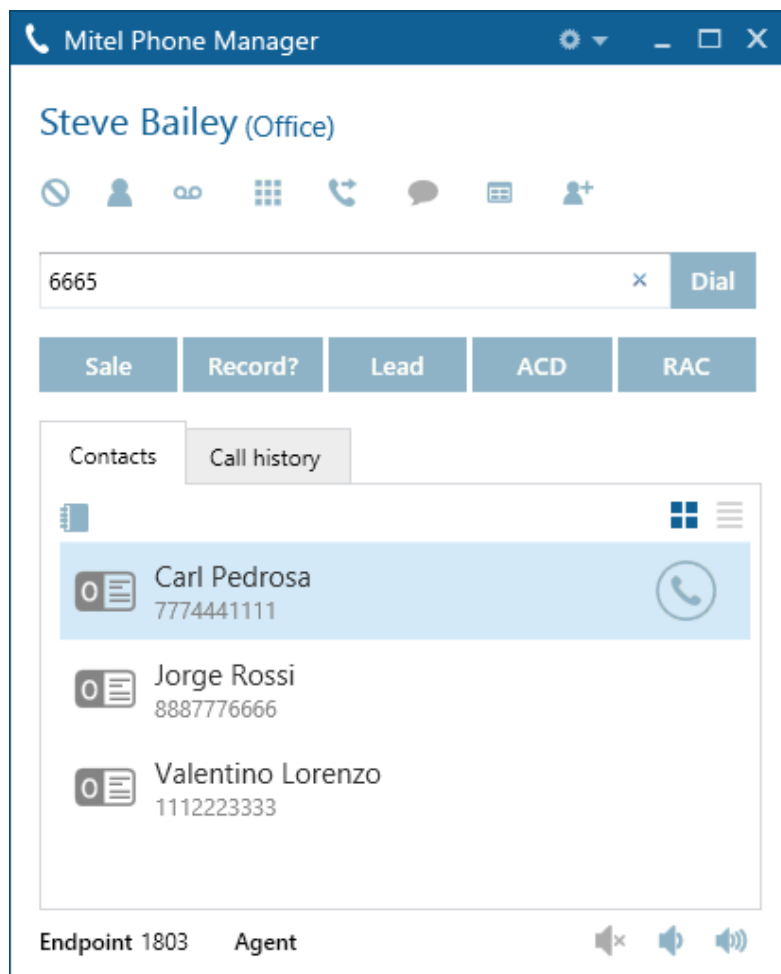 Mitel Phone Manager
Steve Bailey (Office)
6665 × Dial
Sale Record? Lead ACD RAC
Contacts Call history
O Carl Pedrosa
7774441111
O Jorge Rossi
8887776666
O Valentino Lorenzo
1112223333
Endpoint 1803 Agent